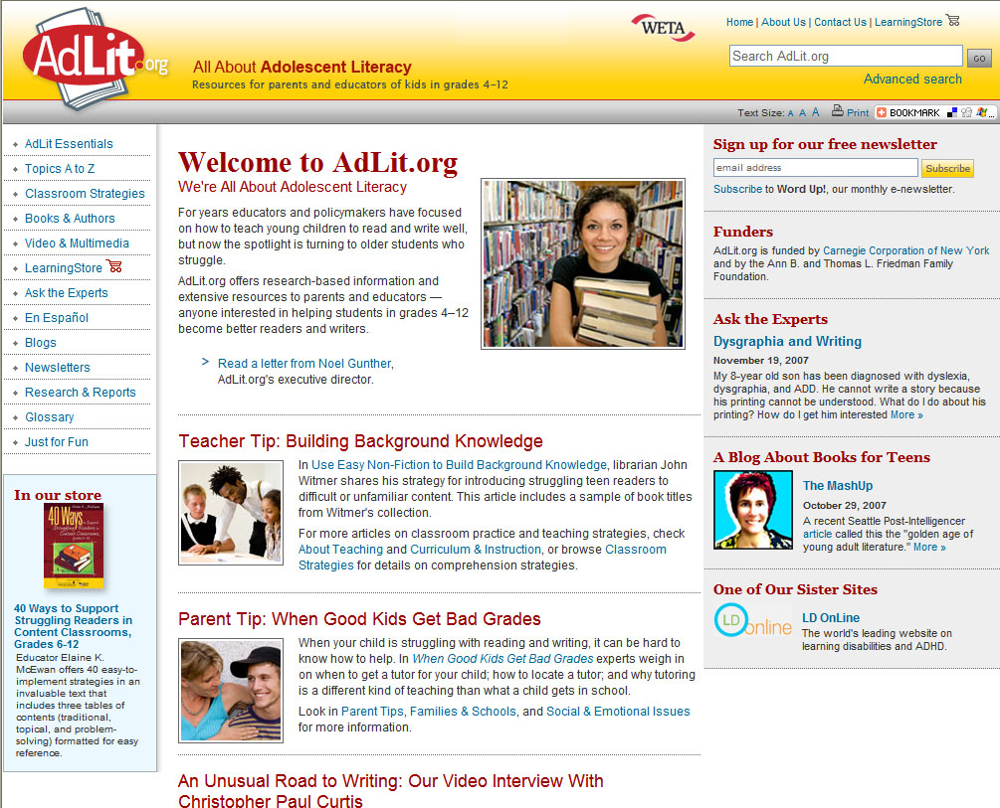 AdLit.org
All About Adolescent Literacy
Resources for parents and educators of kids in grades 4–12
WETA
Home | About Us | Contact Us | LearningStore
Search AdLit.org
GO
Advanced search
Text Size: A A A Print BOOKMARK
AdLit Essentials
Topics A to Z
Classroom Strategies
Books & Authors
Video & Multimedia
LearningStore
Ask the Experts
En Español
Blogs
Newsletters
Research & Reports
Glossary
Just for Fun
In our store
40 Ways
40 Ways to Support
Struggling Readers in
Content Classrooms,
Grades 6-12
Educator Elaine K.
McEwan offers 40 easy-to-
implement strategies in an
invaluable text that
includes three tables of
contents (traditional,
topical, and problem-
solving) formatted for easy
reference.
Welcome to AdLit.org
We're All About Adolescent Literacy
For years educators and policymakers have focused
on how to teach young children to read and write well,
but now the spotlight is turning to older students who
struggle.
AdLit.org offers research-based information and
extensive resources to parents and educators —
anyone interested in helping students in grades 4–12
become better readers and writers.
> Read a letter from Noel Gunther,
AdLit.org's executive director.
Teacher Tip: Building Background Knowledge
In Use Easy Non-Fiction to Build Background Knowledge, librarian John
Witmer shares his strategy for introducing struggling teen readers to
difficult or unfamiliar content. This article includes a sample of book titles
from Witmer's collection.
For more articles on classroom practice and teaching strategies, check
About Teaching and Curriculum & Instruction, or browse Classroom
Strategies for details on comprehension strategies.
Parent Tip: When Good Kids Get Bad Grades
When your child is struggling with reading and writing, it can be hard to
know how to help. In When Good Kids Get Bad Grades experts weigh in
on when to get a tutor for your child; how to locate a tutor; and why tutoring
is a different kind of teaching than what a child gets in school.
Look in Parent Tips, Families & Schools, and Social & Emotional Issues
for more information.
An Unusual Road to Writing: Our Video Interview With
Christopher Paul Curtis
Sign up for our free newsletter
email address
Subscribe
Subscribe to Word Up!, our monthly e-newsletter.
Funders
AdLit.org is funded by Carnegie Corporation of New York
and by the Ann B. and Thomas L. Friedman Family
Foundation.
Ask the Experts
Dysgraphia and Writing
November 19, 2007
My 8-year old son has been diagnosed with dyslexia,
dysgraphia, and ADD. He cannot write a story because
his printing cannot be understood. What do I do about his
printing? How do I get him interested More »
A Blog About Books for Teens
The MashUp
October 29, 2007
A recent Seattle Post-Intelligencer
article called this the "golden age of
young adult literature." More »
One of Our Sister Sites
LD online
LD OnLine
The world's leading website on
learning disabilities and ADHD.